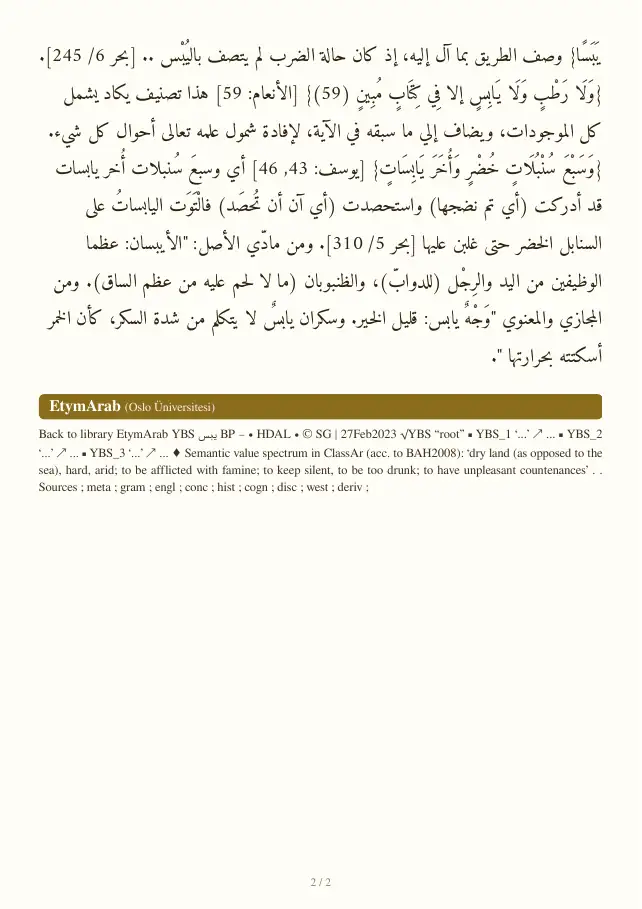 يَبَسًا} وصف الطريق بما آل إليه، إذ كان حالة الضرب لم يتصف باليُبْس .. [بحر 6/ 245].
{وَلَا رَطْبٍ وَلَا يَابِسٍ إلا فِي كِتَابٍ مُبِينٍ (59)} [الأنعام: 59] هذا تصنيف يكاد يشمل
كل الموجودات، ويضاف إلي ما سبقه في الآية، لإفادة شمول علمه تعالى أحوال كل شيء.
{وَسَبْعَ سُنْبُلَاتٍ خُضْرٍ وَأُخَرَ يَابِسَاتٍ} [يوسف: 43, 46] أي وسبعَ سُنبلات أُخر يابسات
قد أدركت (أي تم نضجها) واستحصدت (أي آن أن تُحصَد) فالْتَوَت اليابساتُ على
السنابل الخضر حتى غلبن عليها [بحر 5/ 310]. ومن مادّي الأصل: "الأيبسان: عظما
الوظيفين من اليد والرِجْل (للدوابّ)، والظنبوبان (ما لا لحم عليه من عظم الساق). ومن
المجازي والمعنوي "وَجْهٌ يابس: قليل الخير. وسكران يابسٌ لا يتكلم من شدة السكر، كأن الخمر
أسكتته بحرارتها ".
EtymArab (Oslo Üniversitesi)
Back to library EtymArab YBS يبس BP – • HDAL • © SG | 27Feb2023 √YBS “root” ▪ YBS_1 ‘...’ ↗ ... ▪ YBS_2
‘...’ ↗ ... ▪ YBS_3 ‘...’ ↗ ... ♦ Semantic value spectrum in ClassAr (acc. to BAH2008): ‘dry land (as opposed to the
sea), hard, arid; to be afflicted with famine; to keep silent, to be too drunk; to have unpleasant countenances’ . .
Sources ; meta ; gram ; engl ; conc ; hist ; cogn ; disc ; west ; deriv ;
2 / 2